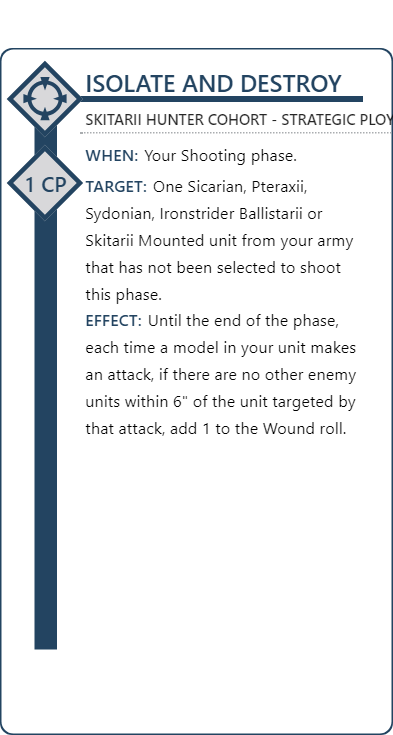 ISOLATE AND DESTROY
SKITARII HUNTER COHORT - STRATEGIC PLOY
1 CP
WHEN: Your Shooting phase.
TARGET: One Sicarian, Pteraxii,
Sydonian, Ironstrider Ballistarii or
Skitarii Mounted unit from your army
that has not been selected to shoot
this phase.
EFFECT: Until the end of the phase,
each time a model in your unit makes
an attack, if there are no other enemy
units within 6" of the unit targeted by
that attack, add 1 to the Wound roll.